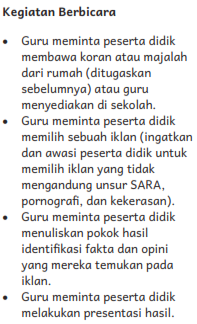 Kegiatan Berbicara
• Guru meminta peserta didik
membawa koran atau majalah
dari rumah (ditugaskan
sebelumnya) atau guru
menyediakan di sekolah.
• Guru meminta peserta didik
memilih sebuah iklan (ingatkan
dan awasi peserta didik untuk
memilih iklan yang tidak
mengandung unsur SARA,
pornografi, dan kekerasan).
• Guru meminta peserta didik
menuliskan pokok hasil
identifikasi fakta dan opini
yang mereka temukan pada
iklan.
• Guru meminta peserta didik
melakukan presentasi hasil.